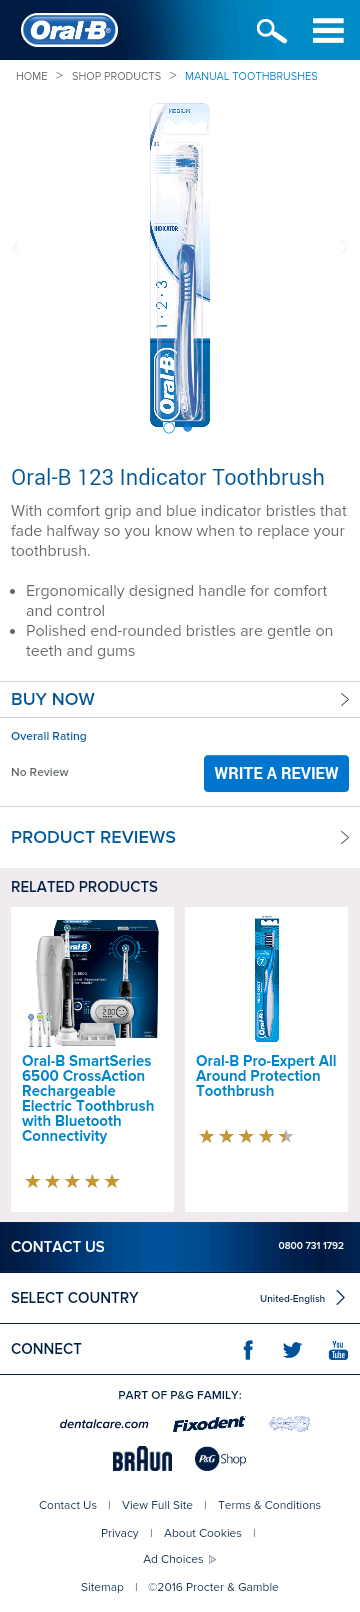 Oral-B
HOME > SHOP PRODUCTS > MANUAL TOOTHBRUSHES
MEDIUM
35
INDICATOR
1·2·3
Oral-B
Oral-B 123 Indicator Toothbrush
With comfort grip and blue indicator bristles that
fade halfway so you know when to replace your
toothbrush.
• Ergonomically designed handle for comfort
and control
• Polished end-rounded bristles are gentle on
teeth and gums
BUY NOW
Overall Rating
No Review
WRITE A REVIEW
PRODUCT REVIEWS
RELATED PRODUCTS
Oral-B
Oral-B
Oral-B SmartSeries
6500 CrossAction
Rechargeable
Electric Toothbrush
with Bluetooth
Connectivity
Oral-B Pro-Expert All
Around Protection
Toothbrush
CONTACT US
0800 731 1792
SELECT COUNTRY
United-English
CONNECT
You
Tube
PART OF P&G FAMILY:
dentalcare.com
Fixodent
BRAUN
P&G Shop
Contact Us | View Full Site | Terms & Conditions
Privacy | About Cookies |
Ad Choices
Sitemap | ©2016 Procter & Gamble